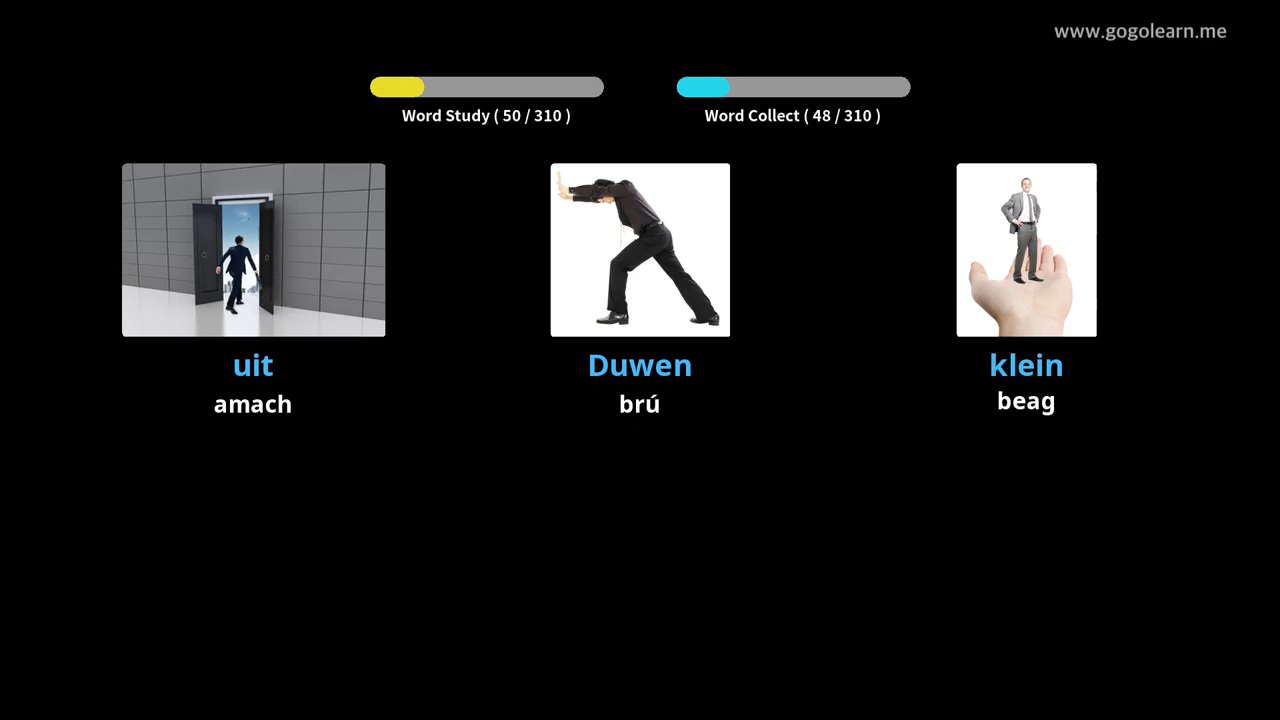 www.gogolearn.me
Word Study ( 50 / 310 )
Word Collect ( 48 / 310 )
uit
amach
Duwen
brú
klein
beag